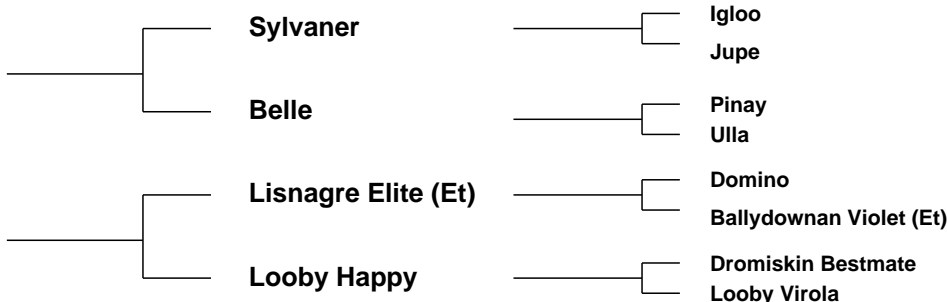 Sylvaner
Igloo
Jupe
Belle
Pinay
Ulla
Lisnagre Elite (Et)
Domino
Ballydownan Violet (Et)
Looby Happy
Dromiskin Bestmate
Looby Virola